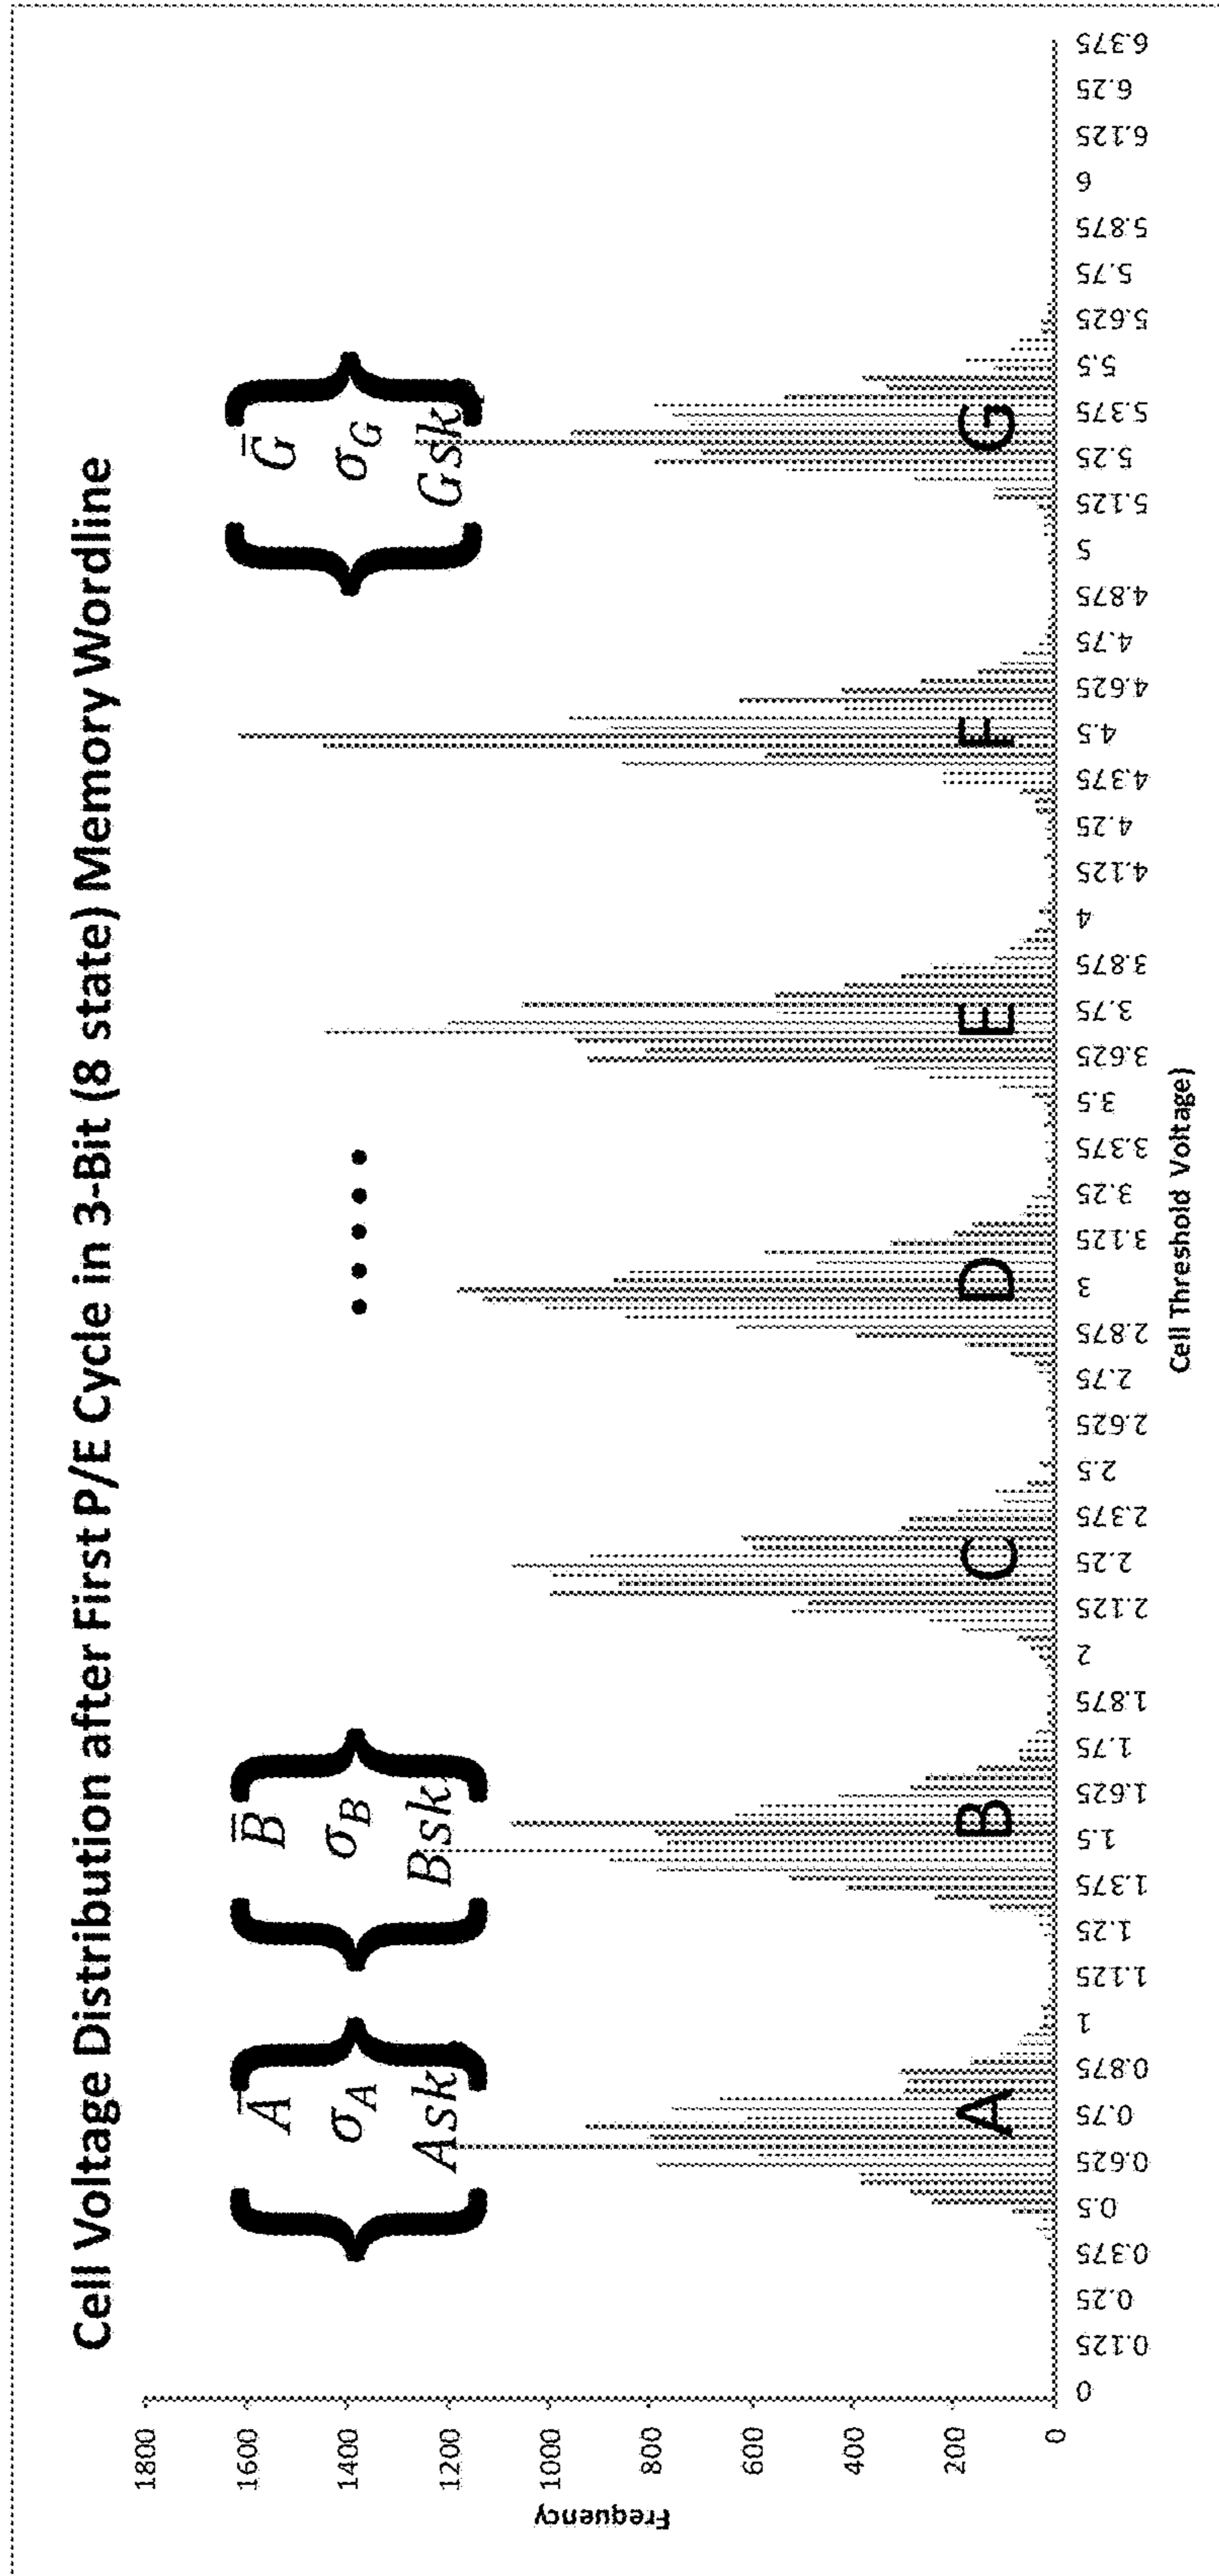 Cell Voltage Distribution after First P/E Cycle in 3-Bit (8 state) Memory Wordline
Frequency
1800
1600
1400
1200
1000
800
600
400
200
0
{ A̅ } { B̅ } { G̅ }
σ_A σ_B σ_G
Ask Bsk Gsk
• • • • •
A B C D E F G
0 0.125 0.25 0.375 0.5 0.625 0.75 0.875 1 1.125 1.25 1.375 1.5 1.625 1.75 1.875 2 2.125 2.25 2.375 2.5 2.625 2.75 2.875 3 3.125 3.25 3.375 3.5 3.625 3.75 3.875 4 4.125 4.25 4.375 4.5 4.625 4.75 4.875 5 5.125 5.25 5.375 5.5 5.625 5.75 5.875 6 6.125 6.25 6.375
Cell Threshold Voltage)